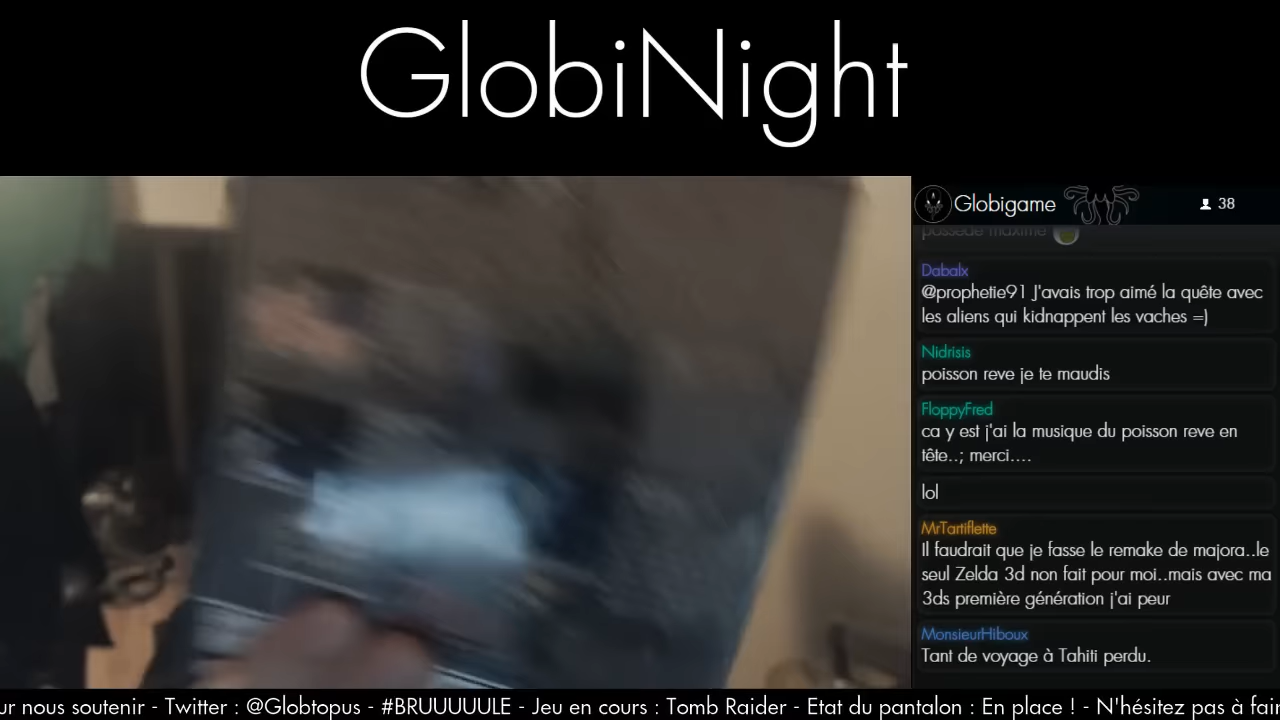 GlobiNight
Globigame
38
possède maxime
Dabalx
@prophetie91 J'avais trop aimé la quête avec
les aliens qui kidnappent les vaches =)
Nidrisis
poisson reve je te maudis
FloppyFred
ca y est j'ai la musique du poisson reve en
tête..; merci....
lol
MrTartiflette
Il faudrait que je fasse le remake de majora..le
seul Zelda 3d non fait pour moi..mais avec ma
3ds première génération j'ai peur
MonsieurHiboux
Tant de voyage à Tahiti perdu.
ur nous soutenir - Twitter : @Globtopus - #BRUUUUULE - Jeu en cours : Tomb Raider - Etat du pantalon : En place ! - N'hésitez pas à fair